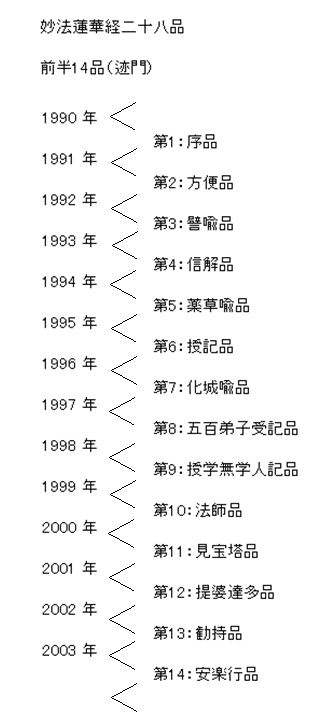 妙法蓮華経二十八品
前半14品(迹門)
1990 年
第1:序品
1991 年
第2:方便品
1992 年
第3:譬喩品
1993 年
第4:信解品
1994 年
第5:薬草喩品
1995 年
第6:授記品
1996 年
第7:化城喩品
1997 年
第8:五百弟子受記品
1998 年
第9:授学無学人記品
1999 年
第10:法師品
2000 年
第11:見宝塔品
2001 年
第12:提婆達多品
2002 年
第13:勧持品
2003 年
第14:安楽行品